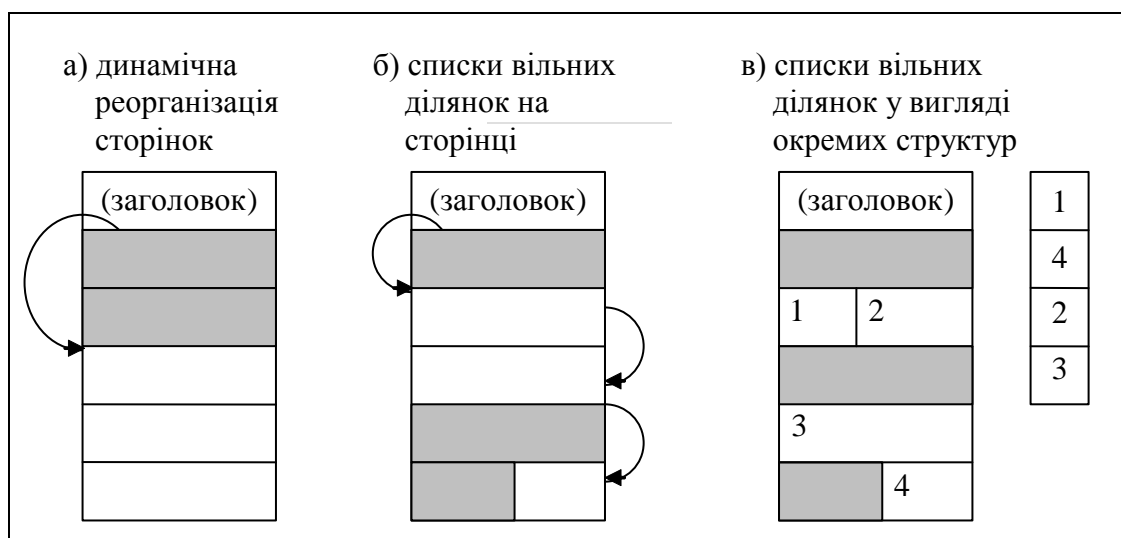 а) динамічна
реорганізація
сторінок
(заголовок)
б) списки вільних
ділянок на
сторінці
(заголовок)
в) списки вільних
ділянок у вигляді
окремих структур
(заголовок)
1 2
3
4
1
4
2
3